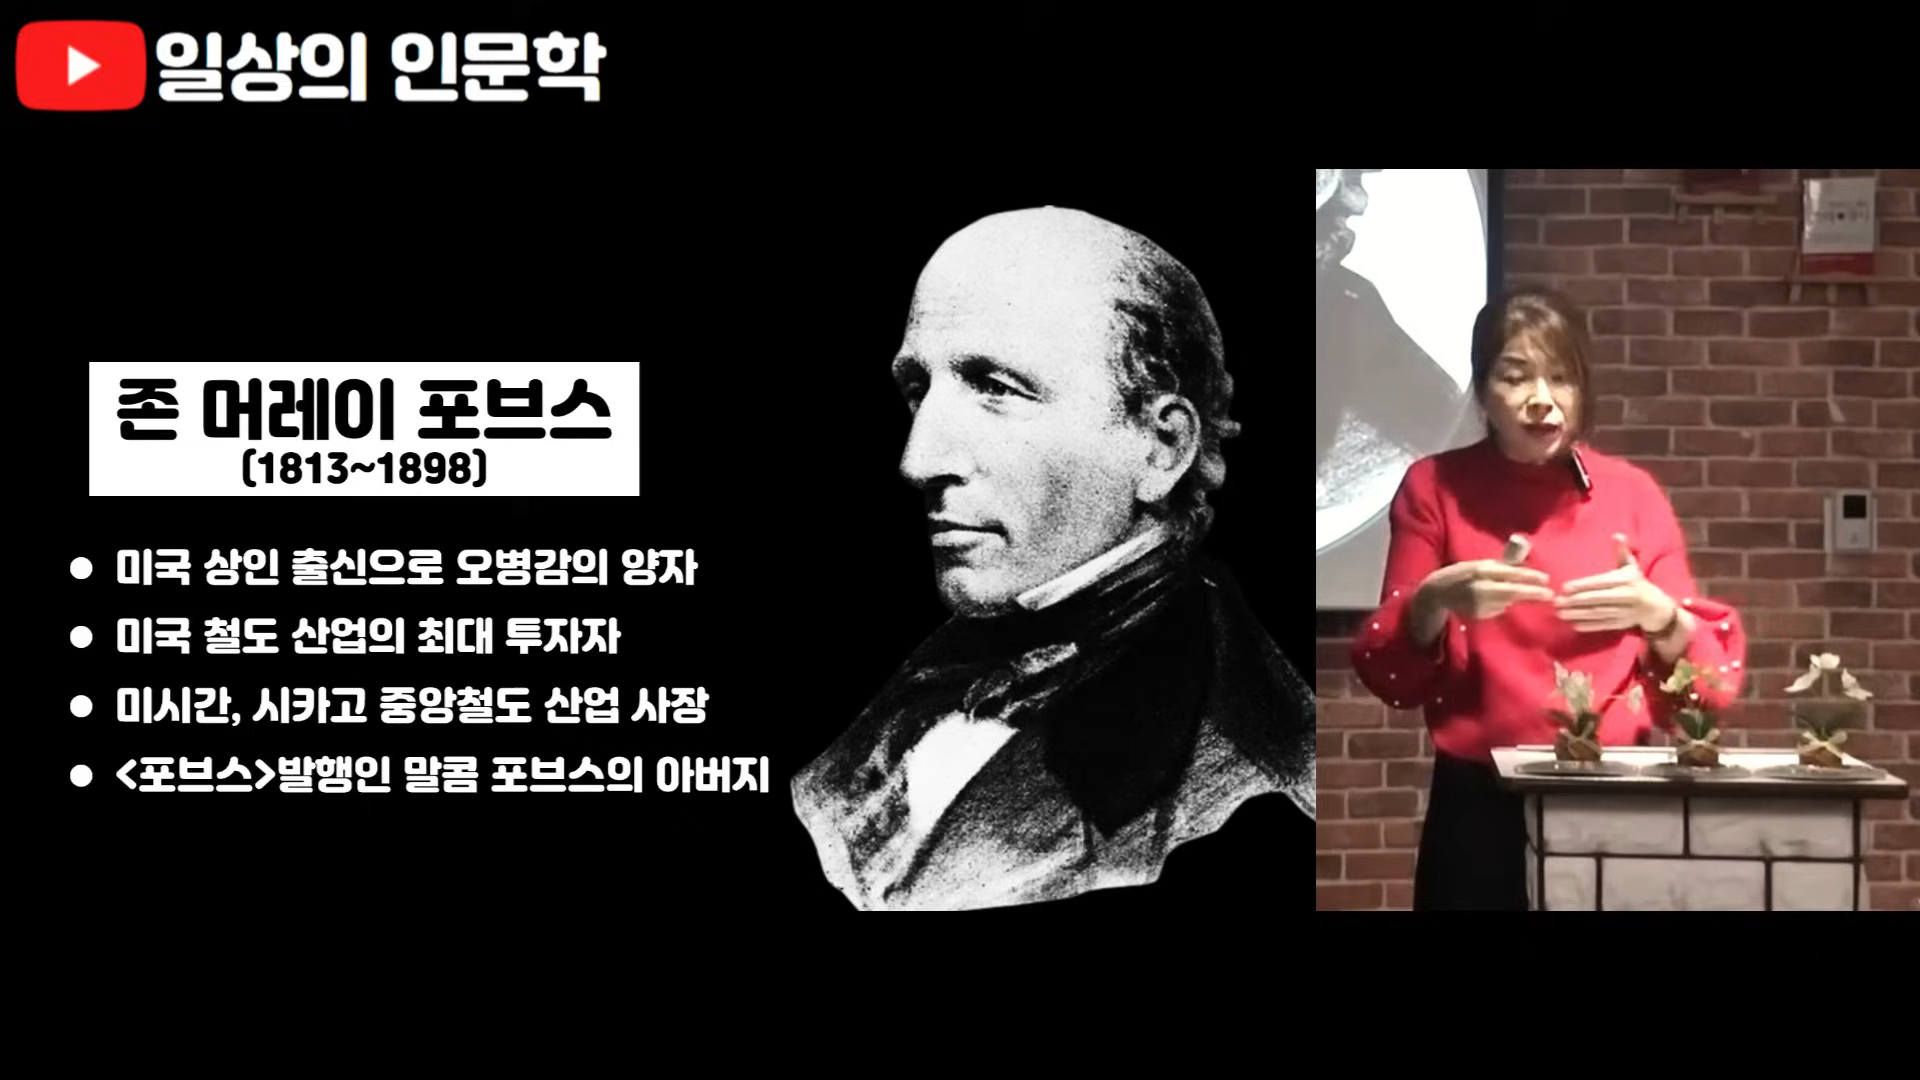 일상의 인문학
존 머레이 포브스
(1813~1898)
미국 상인 출신으로 오병감의 양자
미국 철도 산업의 최대 투자자
미시간, 시카고 중앙철도 산업 사장
<포브스>발행인 말콤 포브스의 아버지